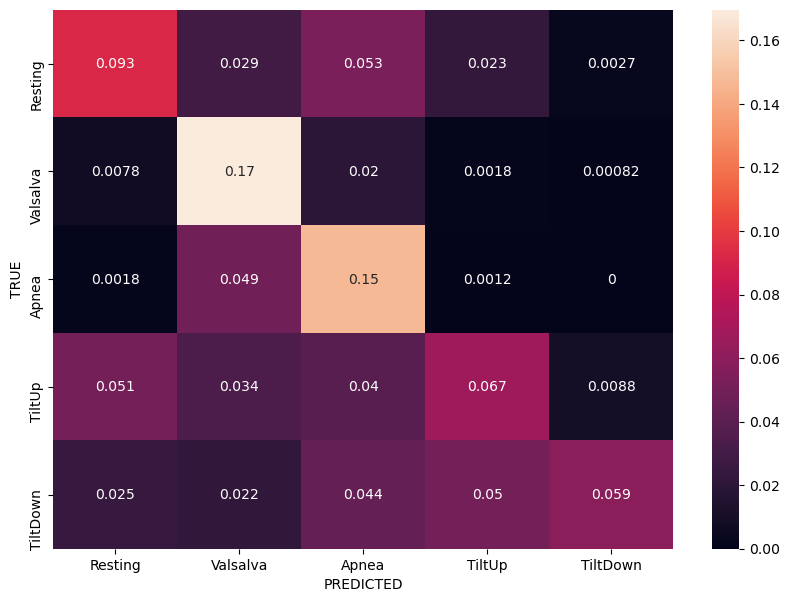 TRUE
Resting 0.093 0.029 0.053 0.023 0.0027
Valsalva 0.0078 0.17 0.02 0.0018 0.00082
Apnea 0.0018 0.049 0.15 0.0012 0
TiltUp 0.051 0.034 0.04 0.067 0.0088
TiltDown 0.025 0.022 0.044 0.05 0.059
Resting Valsalva Apnea TiltUp TiltDown
PREDICTED
0.16
0.14
0.12
0.10
0.08
0.06
0.04
0.02
0.00